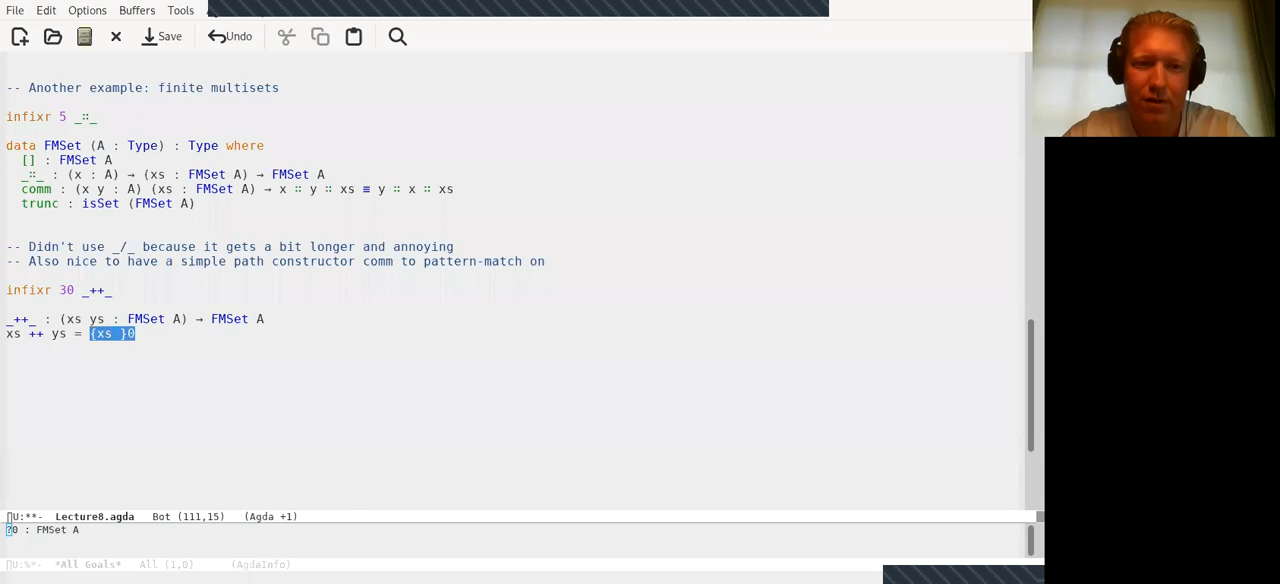 File Edit Options Buffers Tools
Save Undo
-- Another example: finite multisets
infixr 5 _∷_
data FMSet (A : Type) : Type where
[] : FMSet A
_∷_ : (x : A) → (xs : FMSet A) → FMSet A
comm : (x y : A) (xs : FMSet A) → x ∷ y ∷ xs ≡ y ∷ x ∷ xs
trunc : isSet (FMSet A)
-- Didn't use _/_ because it gets a bit longer and annoying
-- Also nice to have a simple path constructor comm to pattern-match on
infixr 30 _++_
_++_ : (xs ys : FMSet A) → FMSet A
xs ++ ys = {xs }0
U:**- Lecture8.agda Bot (111,15) (Agda +1)
?0 : FMSet A
U:%*- *All Goals* All (1,0) (AgdaInfo)